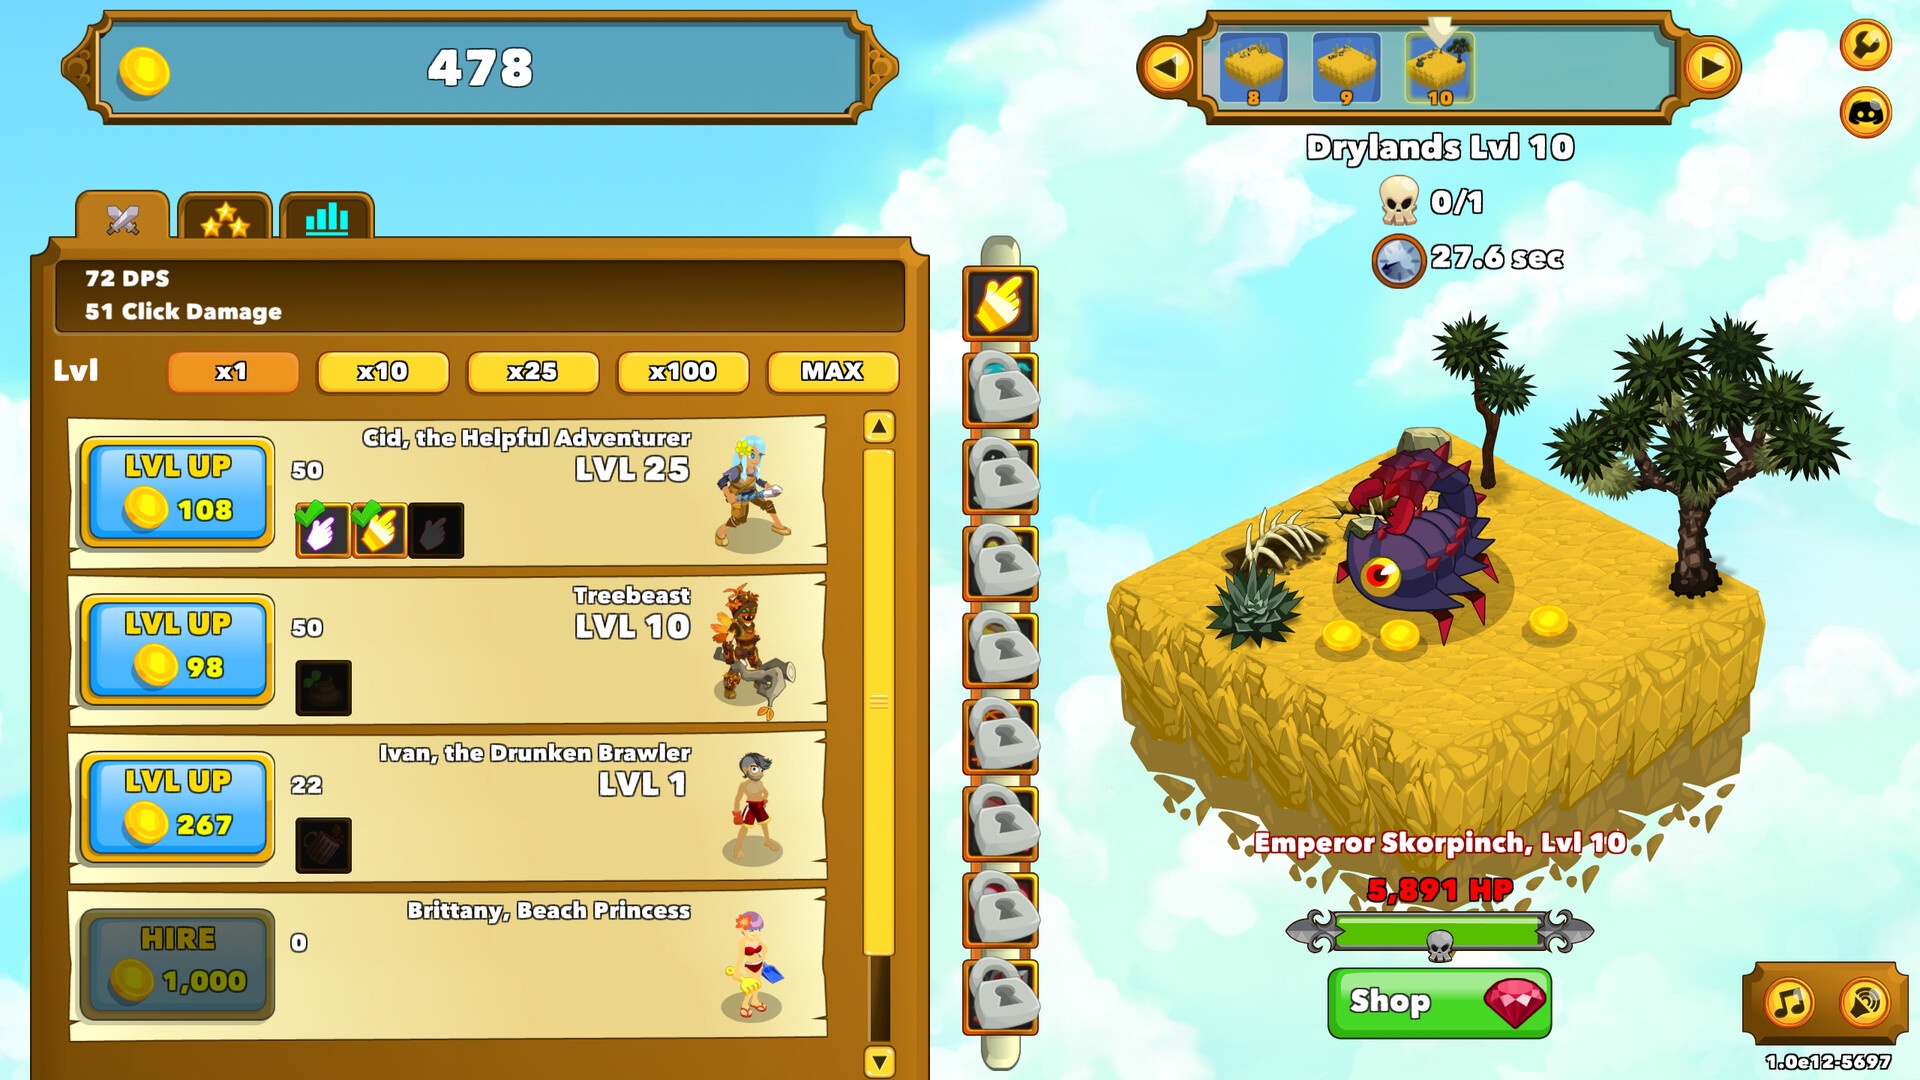 478
8
9
10
Drylands Lvl 10
0/1
27.6 sec
72 DPS
51 Click Damage
Lvl
x1
x10
x25
x100
MAX
Cid, the Helpful Adventurer
LVL UP
108
50
LVL 25
Treebeast
LVL UP
98
50
LVL 10
Ivan, the Drunken Brawler
LVL UP
267
22
LVL 1
Brittany, Beach Princess
HIRE
1,000
0
Emperor Skorpinch, Lvl 10
5,891 HP
Shop
1.0e12-5697